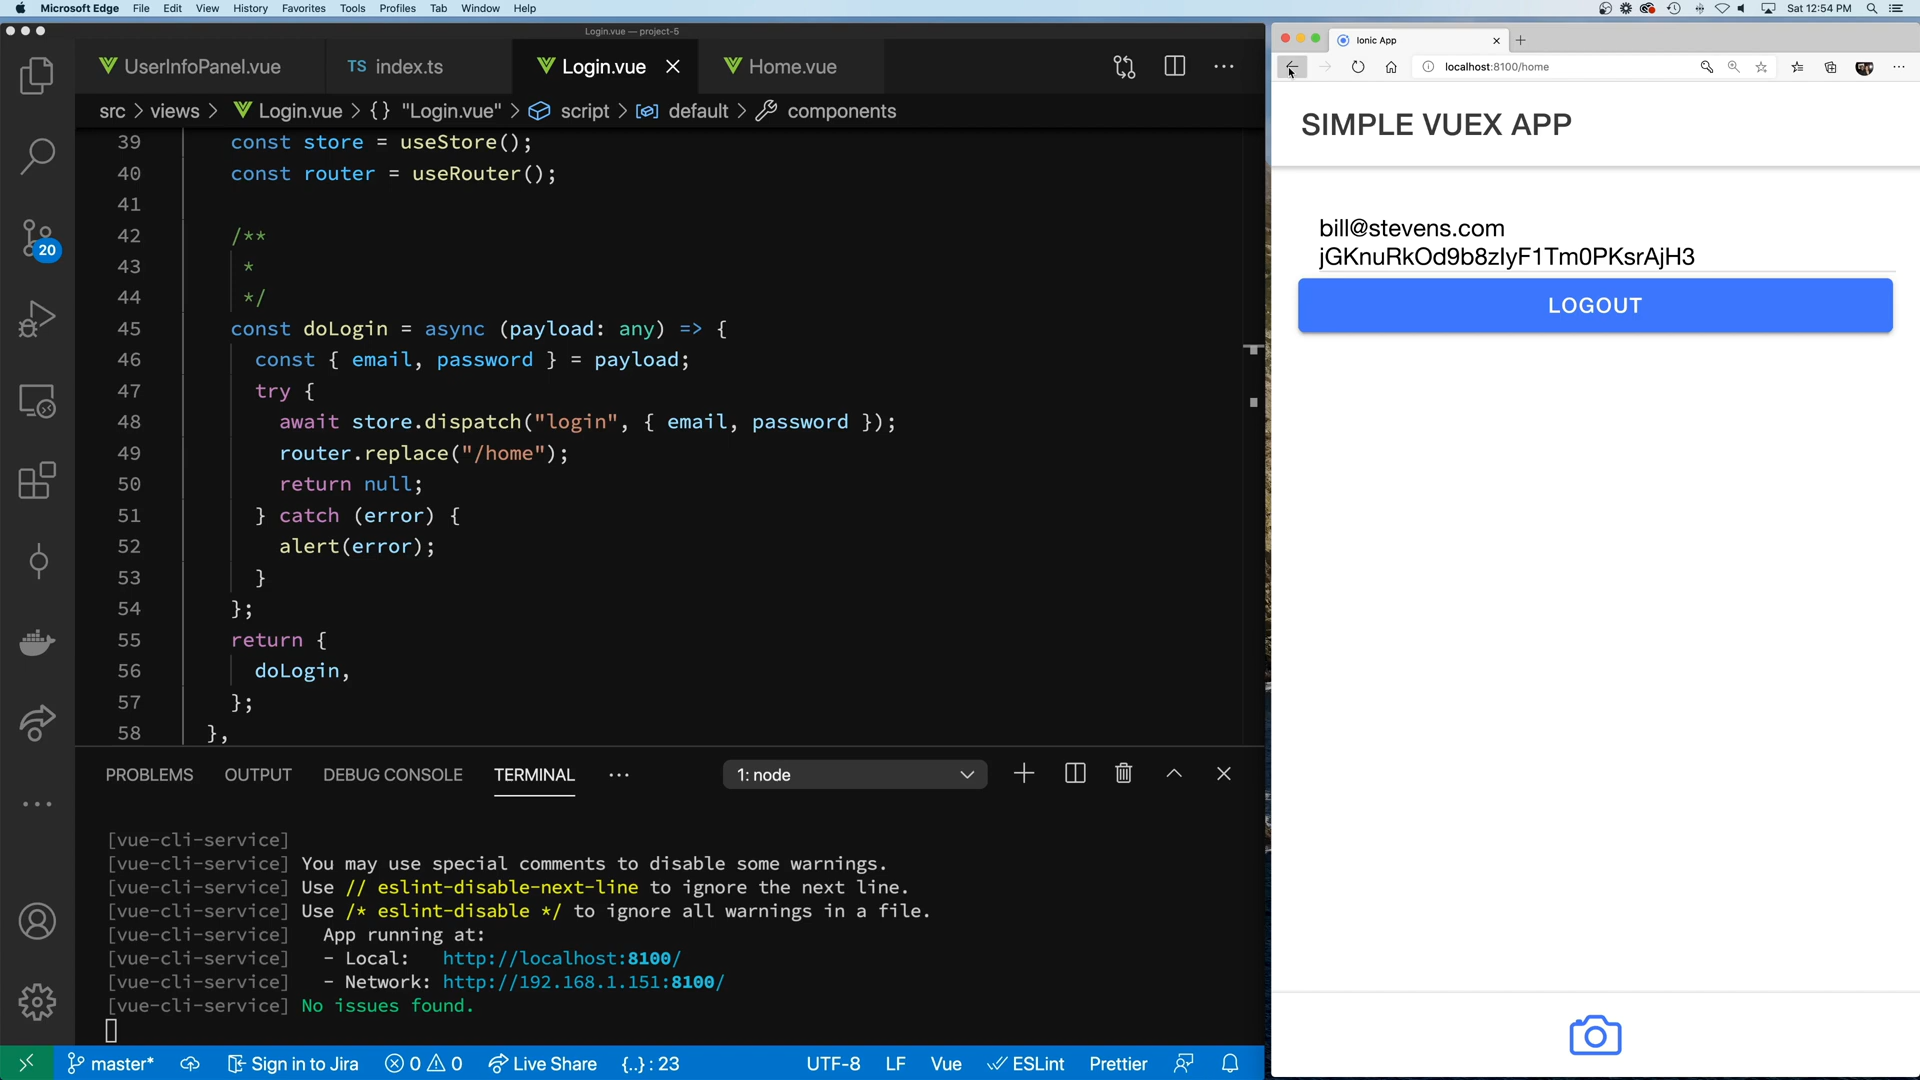 Microsoft Edge File Edit View History Favorites Tools Profiles Tab Window Help Sat 12:54 PM
Login.vue — project-5
UserInfoPanel.vue
TS index.ts
Login.vue
Home.vue
src > views > Login.vue > {} "Login.vue" > script > default > components
39 const store = useStore();
40 const router = useRouter();
41
42 /**
43 *
44 */
45 const doLogin = async (payload: any) => {
46 const { email, password } = payload;
47 try {
48 await store.dispatch("login", { email, password });
49 router.replace("/home");
50 return null;
51 } catch (error) {
52 alert(error);
53 }
54 };
55 return {
56 doLogin,
57 };
58 },
20
PROBLEMS OUTPUT DEBUG CONSOLE TERMINAL ··· 1: node
[vue-cli-service]
[vue-cli-service] You may use special comments to disable some warnings.
[vue-cli-service] Use // eslint-disable-next-line to ignore the next line.
[vue-cli-service] Use /* eslint-disable */ to ignore all warnings in a file.
[vue-cli-service] App running at:
[vue-cli-service] - Local: http://localhost:8100/
[vue-cli-service] - Network: http://192.168.1.151:8100/
[vue-cli-service] No issues found.
master* Sign in to Jira 0 0 Live Share {..} : 23 UTF-8 LF Vue ESLint Prettier
Ionic App
localhost:8100/home
SIMPLE VUEX APP
bill@stevens.com
jGKnuRkOd9b8zIyF1Tm0PKsrAjH3
LOGOUT